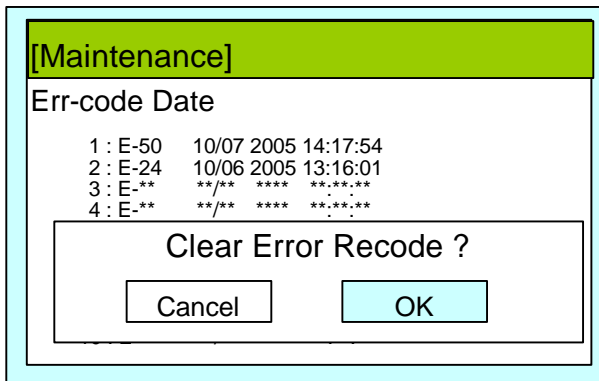 [Maintenance]
Err-code Date
1 : E-50 10/07 2005 14:17:54
2 : E-24 10/06 2005 13:16:01
3 : E-** **/** **** **:**:**
4 : E-** **/** **** **:**:**
Clear Error Recode ?
Cancel OK